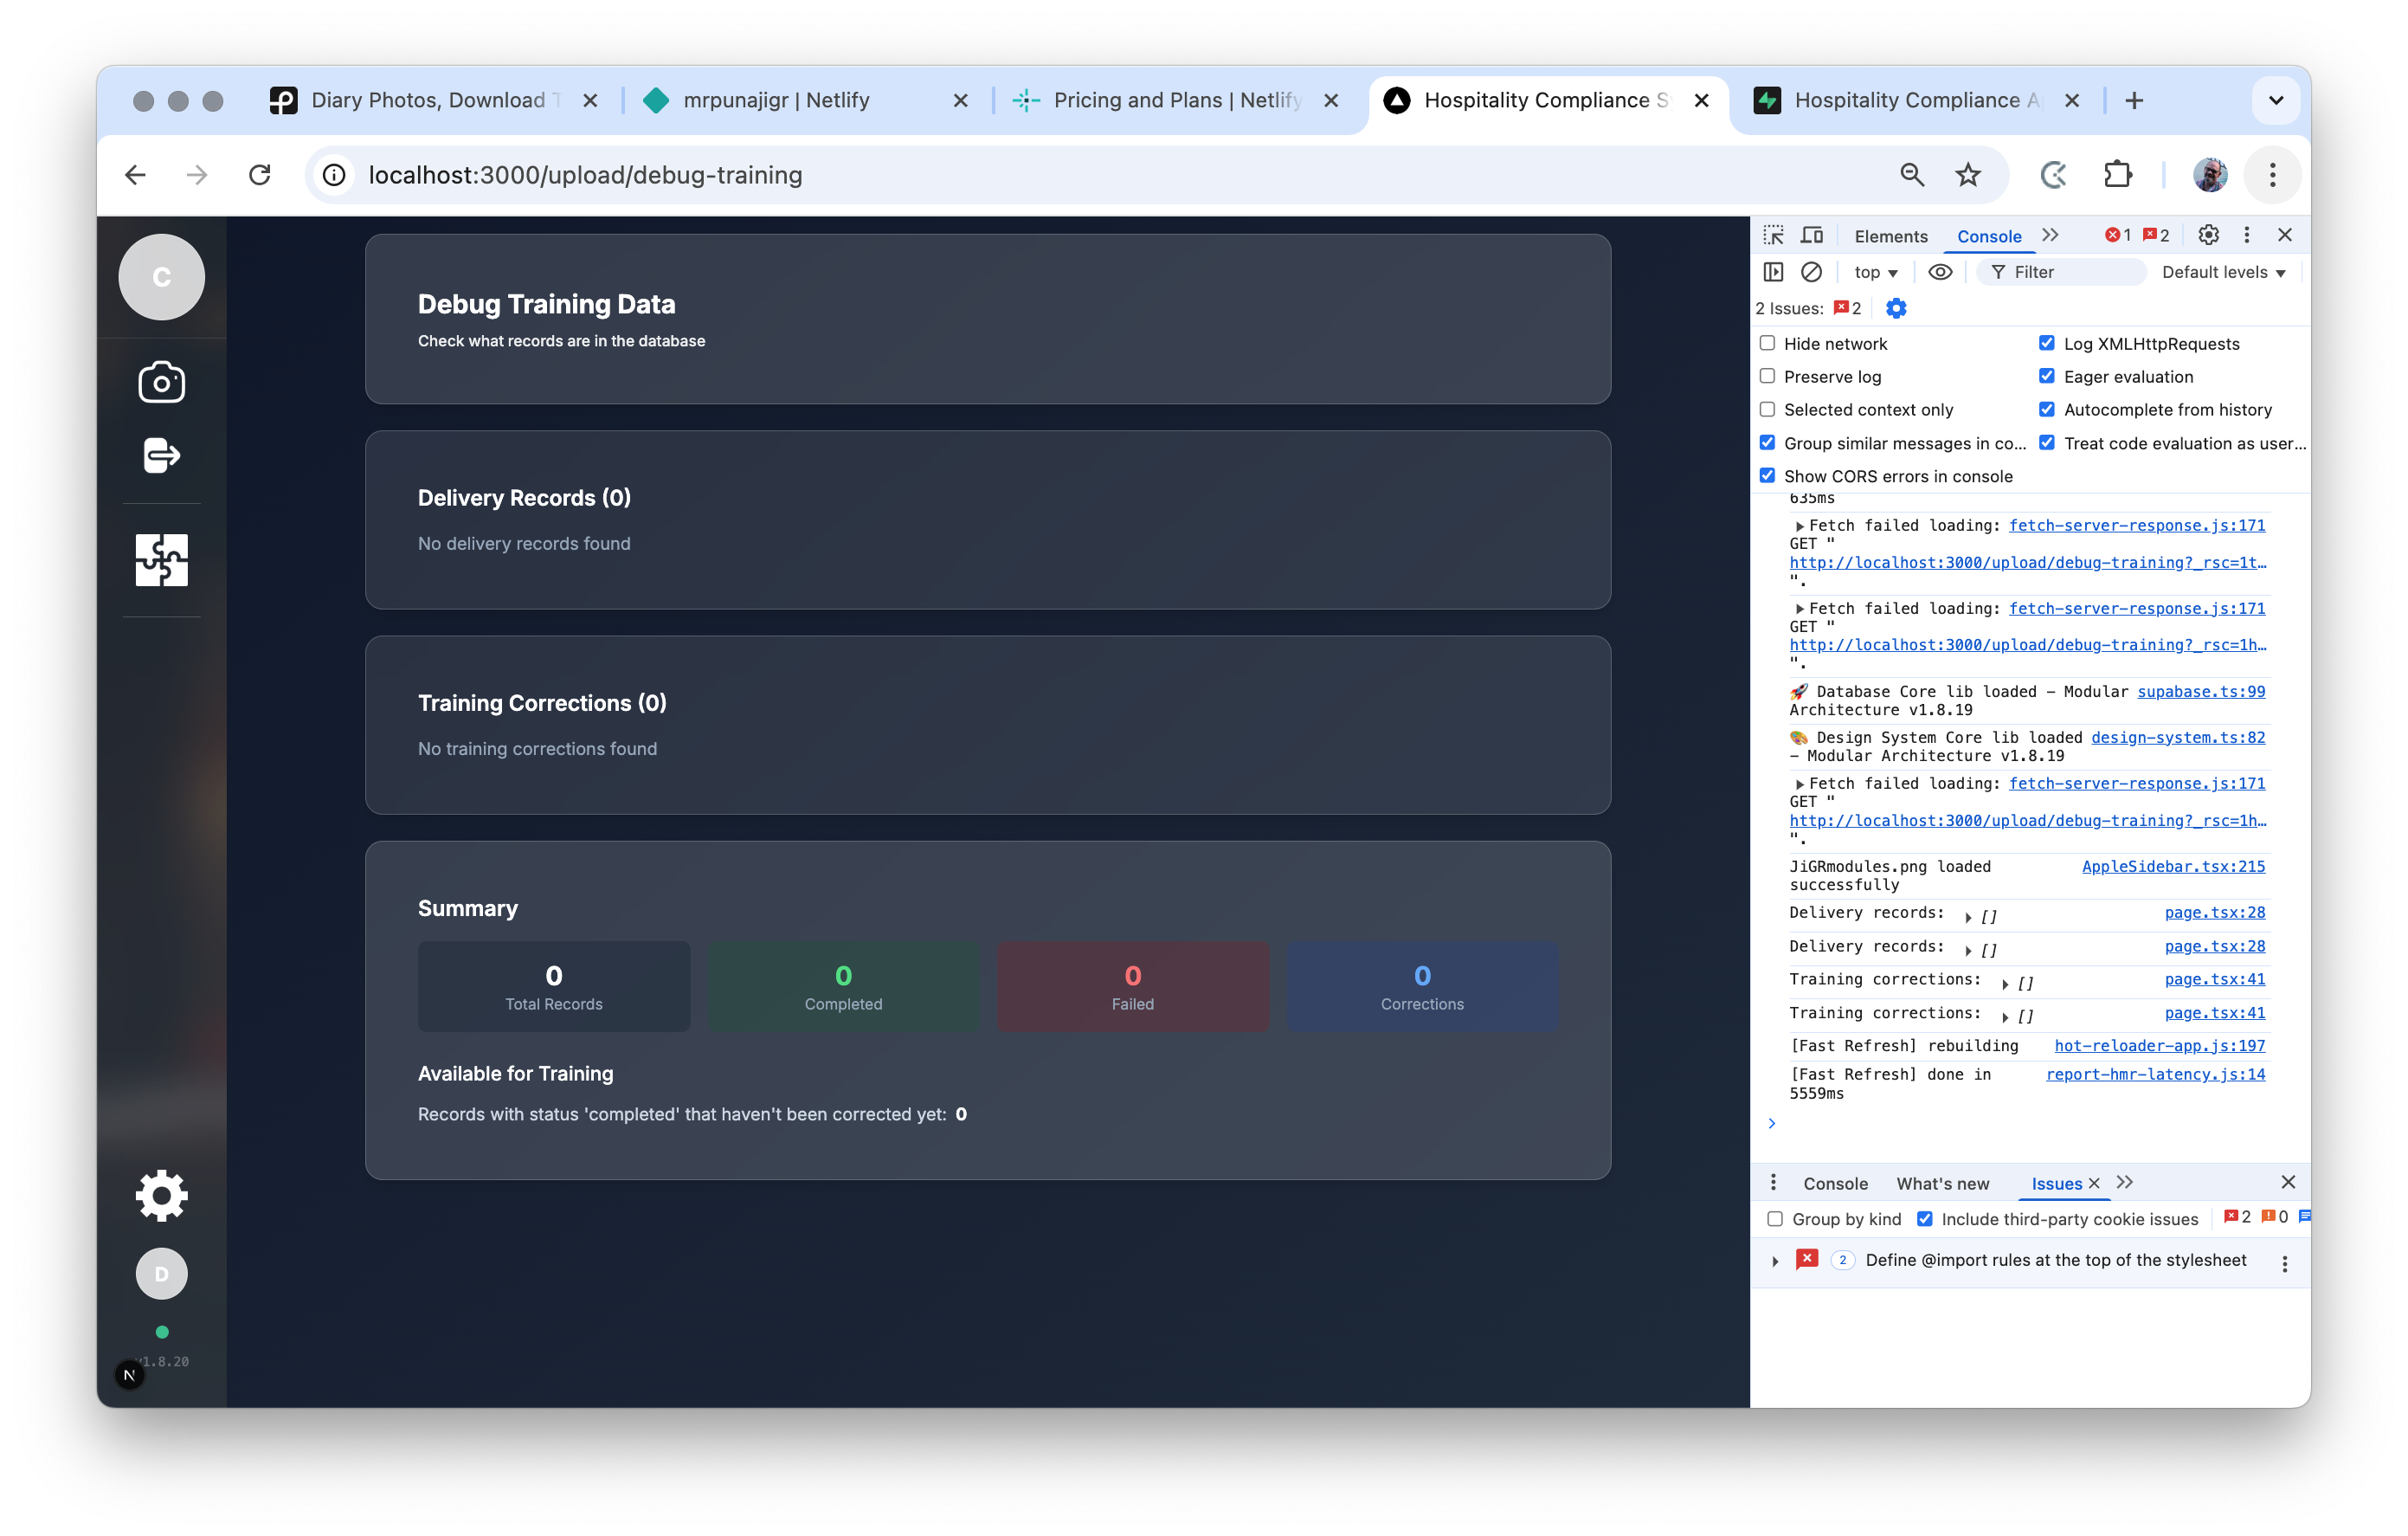 Diary Photos, Download T
mrpunajigr | Netlify
Pricing and Plans | Netlify
Hospitality Compliance S
Hospitality Compliance A
localhost:3000/upload/debug-training
C
Debug Training Data
Check what records are in the database
Delivery Records (0)
No delivery records found
Training Corrections (0)
No training corrections found
Summary
0
Total Records
0
Completed
0
Failed
0
Corrections
Available for Training
Records with status 'completed' that haven't been corrected yet: 0
D
v1.8.20
N
Elements
Console
1
2
top
Filter
Default levels
2 Issues:
2
Hide network
Log XMLHttpRequests
Preserve log
Eager evaluation
Selected context only
Autocomplete from history
Group similar messages in co...
Treat code evaluation as user...
Show CORS errors in console
635ms
Fetch failed loading: fetch-server-response.js:171
GET "
http://localhost:3000/upload/debug-training?_rsc=1t…
".
Fetch failed loading: fetch-server-response.js:171
GET "
http://localhost:3000/upload/debug-training?_rsc=1h…
".
🚀 Database Core lib loaded - Modular supabase.ts:99
Architecture v1.8.19
🎨 Design System Core lib loaded design-system.ts:82
- Modular Architecture v1.8.19
Fetch failed loading: fetch-server-response.js:171
GET "
http://localhost:3000/upload/debug-training?_rsc=1h…
".
JiGRmodules.png loaded AppleSidebar.tsx:215
successfully
Delivery records: [] page.tsx:28
Delivery records: [] page.tsx:28
Training corrections: [] page.tsx:41
Training corrections: [] page.tsx:41
[Fast Refresh] rebuilding hot-reloader-app.js:197
[Fast Refresh] done in report-hmr-latency.js:14
5559ms
Console
What's new
Issues
Group by kind
Include third-party cookie issues
2
0
2
Define @import rules at the top of the stylesheet